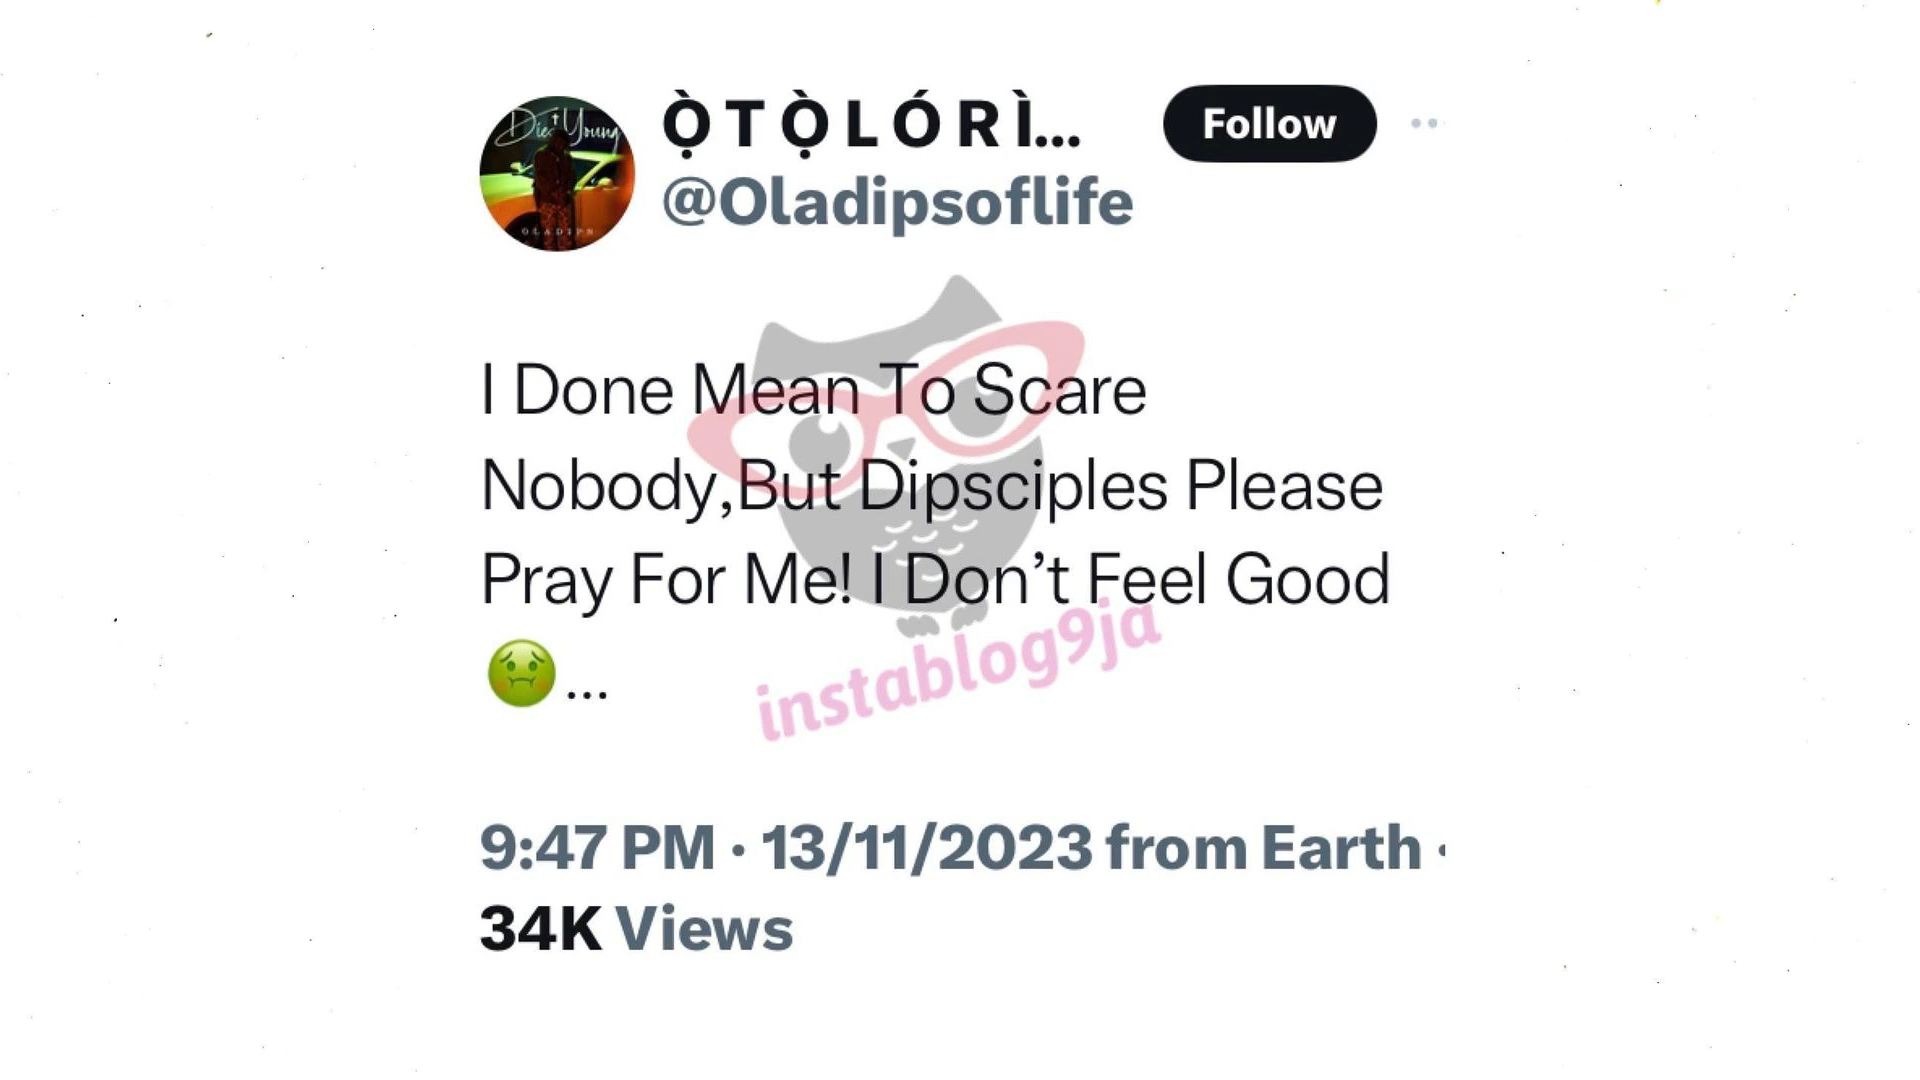 Die Young
OLADIPS
Ọ̀ T Ọ̀ L Ó R Ì...
Follow
@Oladipsoflife
I Done Mean To Scare
Nobody,But Dipsciples Please
Pray For Me! I Don’t Feel Good
🤢...
instablog9ja
9:47 PM · 13/11/2023 from Earth ·
34K Views